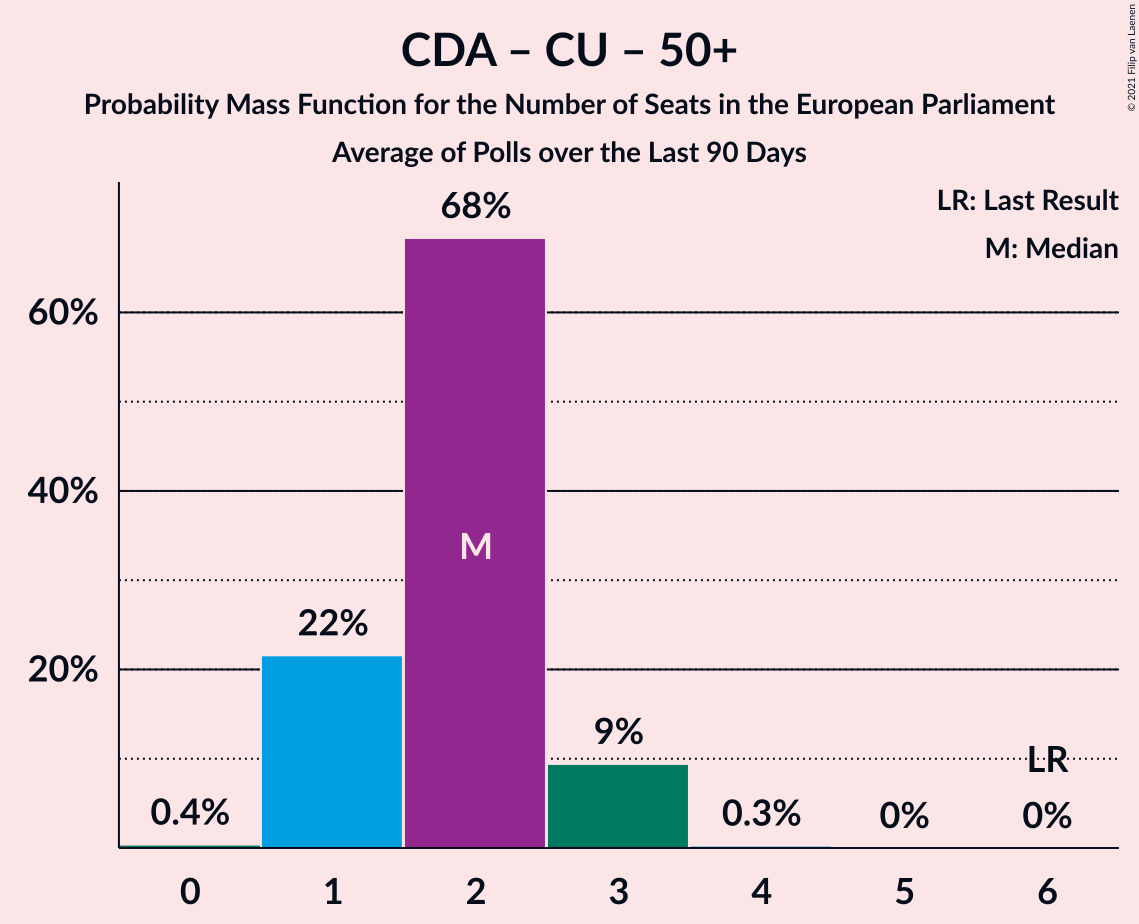 CDA – CU – 50+
Probability Mass Function for the Number of Seats in the European Parliament
Average of Polls over the Last 90 Days
© 2021 Filip van Laenen
LR: Last Result
M: Median
68%
60%
40%
M
22%
20%
9%
LR
0.4%
0.3%
0%
0%
0 1 2 3 4 5 6